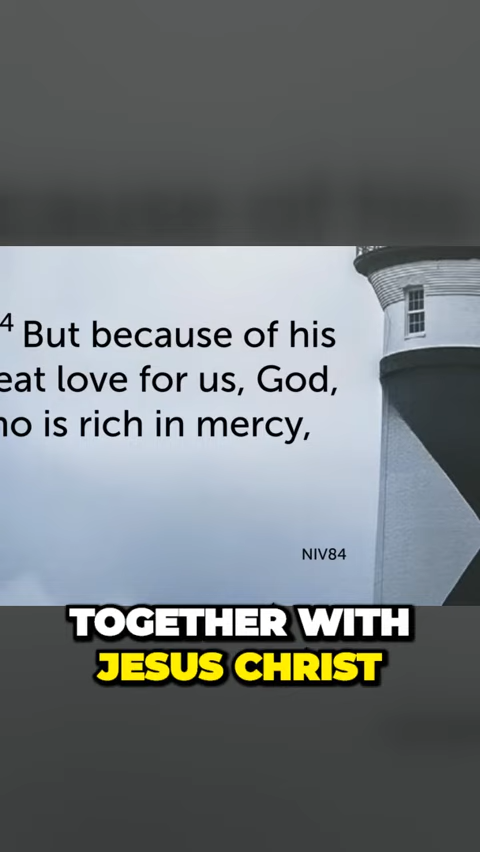 4 But because of his
eat love for us, God,
ho is rich in mercy,
NIV84
TOGETHER WITH
JESUS CHRIST